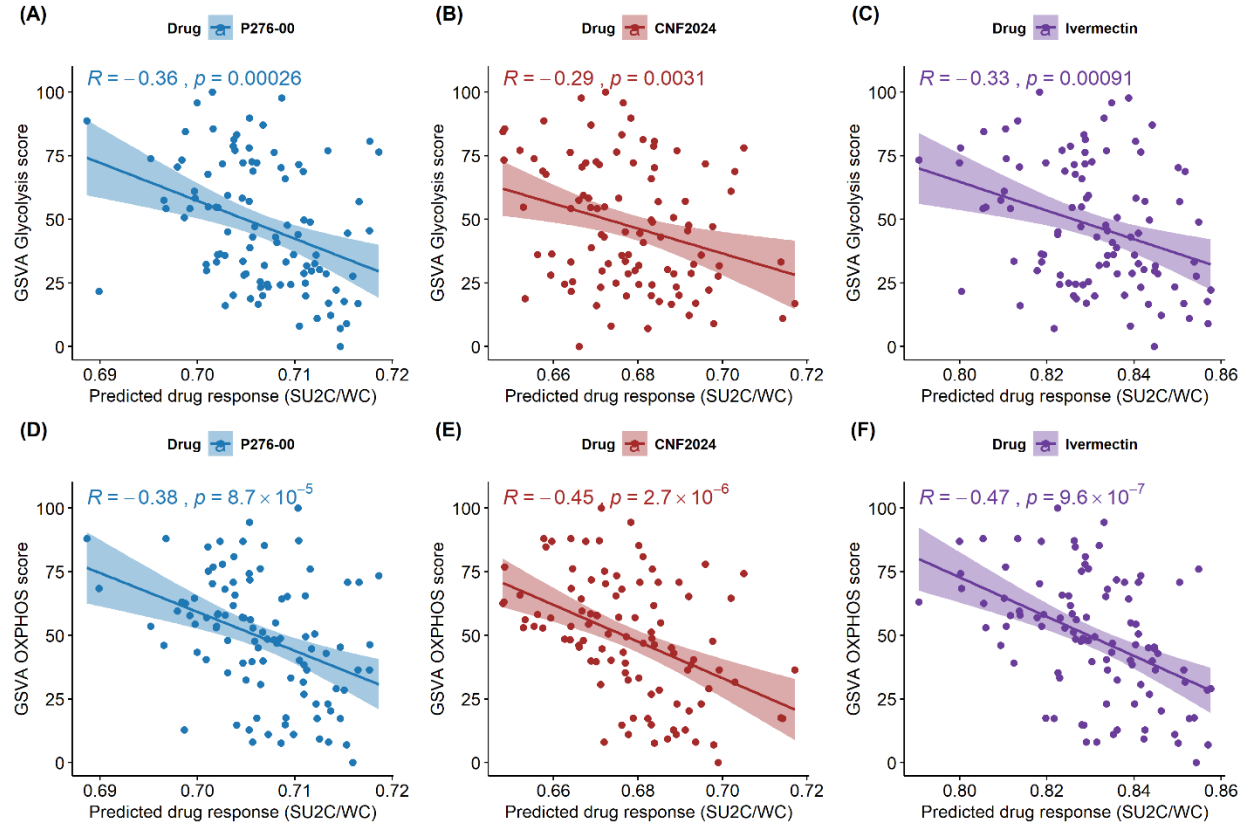 (A) (B) (C)
Drug a P276-00 Drug a CNF2024 Drug a Ivermectin
R = −0.36 , p = 0.00026 R = −0.29 , p = 0.0031 R = −0.33 , p = 0.00091
GSVA Glycolysis score GSVA Glycolysis score GSVA Glycolysis score
100 100 100
75 75 75
50 50 50
25 25 25
0 0 0
0.69 0.70 0.71 0.72 0.66 0.68 0.70 0.72 0.80 0.82 0.84 0.86
Predicted drug response (SU2C/WC) Predicted drug response (SU2C/WC) Predicted drug response (SU2C/WC)
(D) (E) (F)
Drug a P276-00 Drug a CNF2024 Drug a Ivermectin
R = −0.38 , p = 8.7 × 10⁻⁵ R = −0.45 , p = 2.7 × 10⁻⁶ R = −0.47 , p = 9.6 × 10⁻⁷
GSVA OXPHOS score GSVA OXPHOS score GSVA OXPHOS score
100 100 100
75 75 75
50 50 50
25 25 25
0 0 0
0.69 0.70 0.71 0.72 0.66 0.68 0.70 0.72 0.80 0.82 0.84 0.86
Predicted drug response (SU2C/WC) Predicted drug response (SU2C/WC) Predicted drug response (SU2C/WC)